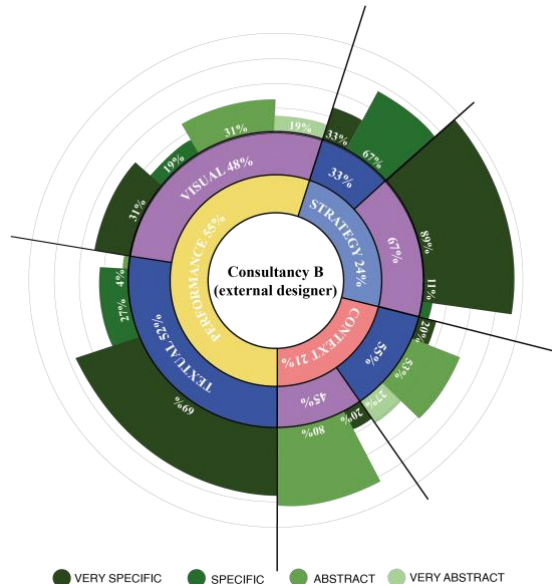 Consultancy B
(external designer)
PERFORMANCE 55%
STRATEGY 24%
CONTEXT 21%
VISUAL 48%
TEXTUAL 52%
33%
67%
55%
45%
31%
19%
31%
19%
33%
67%
89%
11%
20%
53%
27%
20%
80%
69%
27%
4%
VERY SPECIFIC
SPECIFIC
ABSTRACT
VERY ABSTRACT